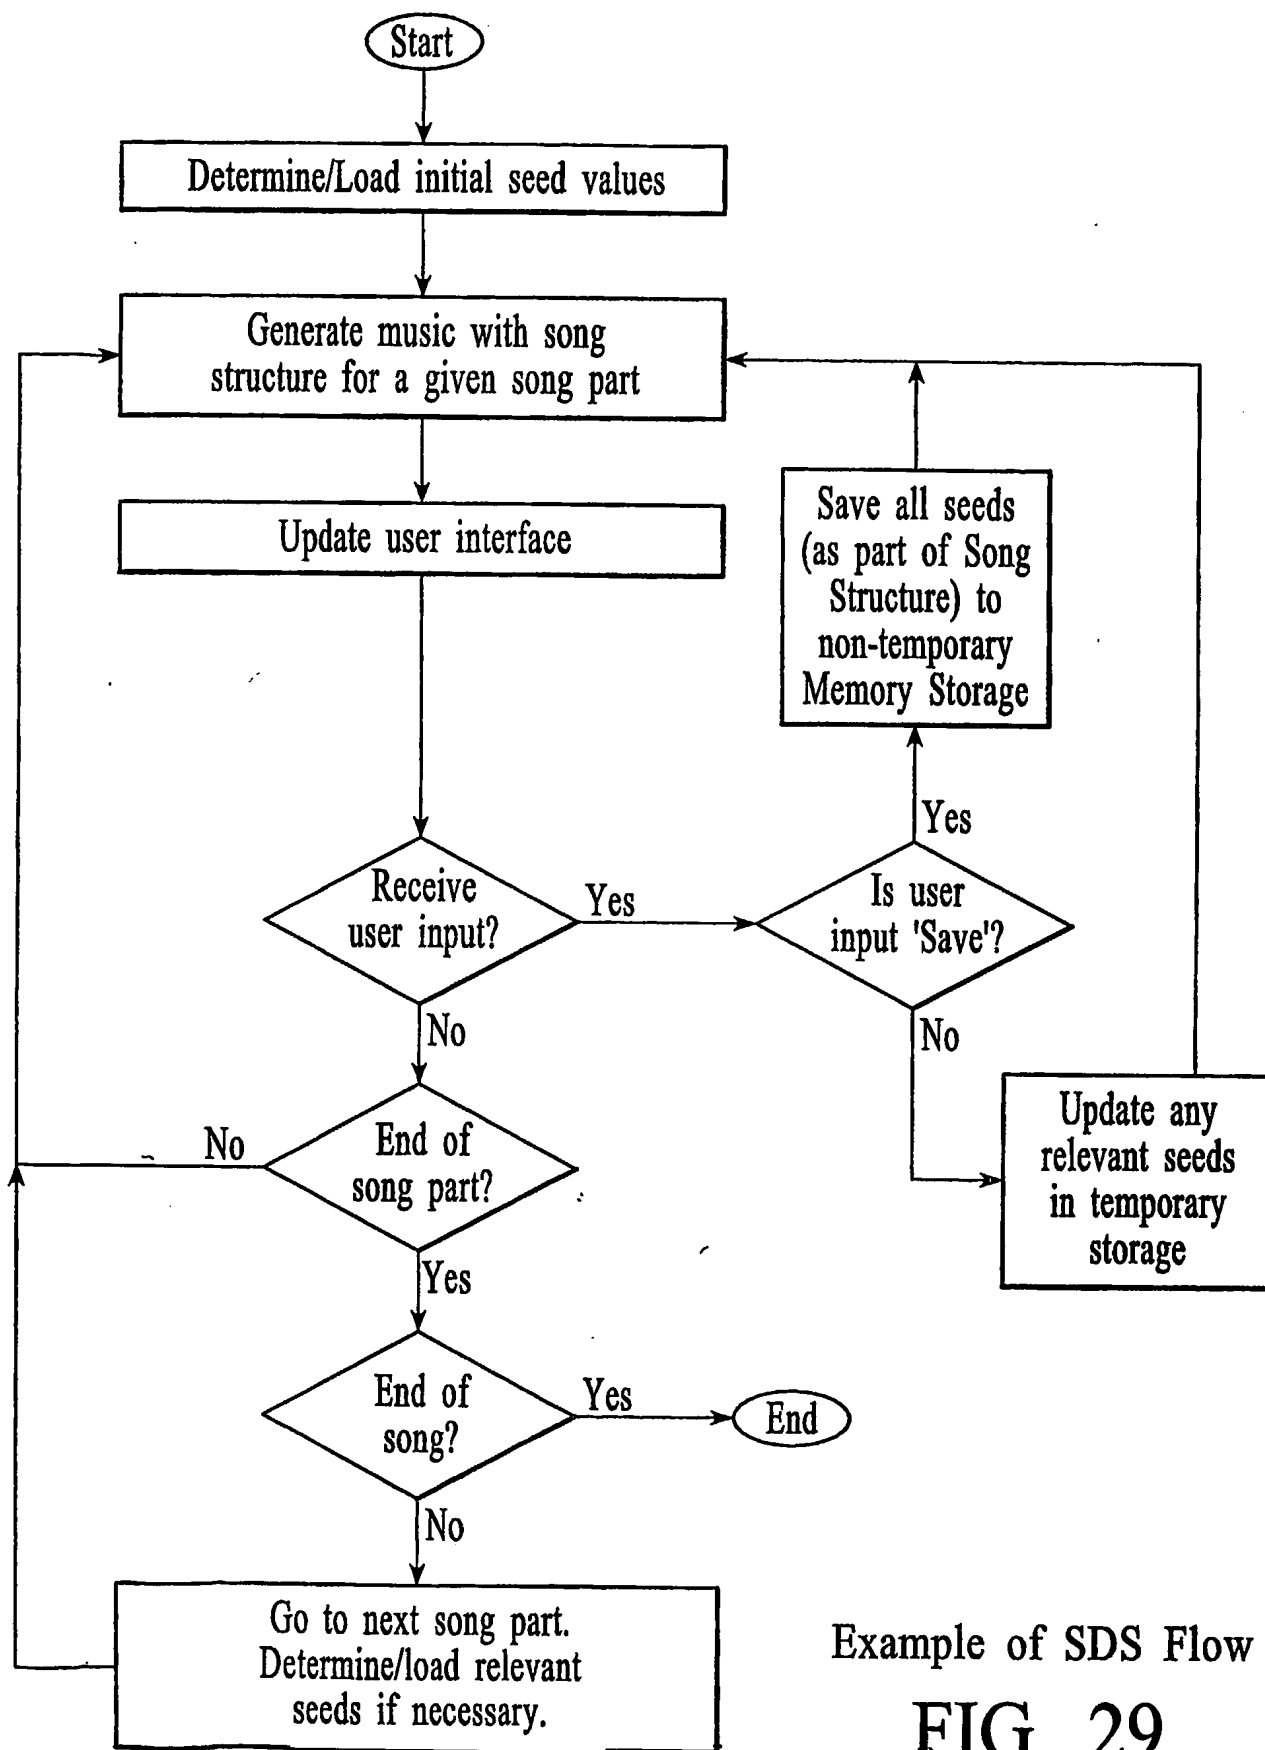 Start
Determine/Load initial seed values
Generate music with song
structure for a given song part
Update user interface
Save all seeds
(as part of Song
Structure) to
non-temporary
Memory Storage
Yes
Receive
user input?
Yes
Is user
input 'Save'?
No
No
Update any
relevant seeds
in temporary
storage
No
End of
song part?
Yes
End of
song?
Yes
End
No
Go to next song part.
Determine/load relevant
seeds if necessary.
Example of SDS Flow
FIG. 29